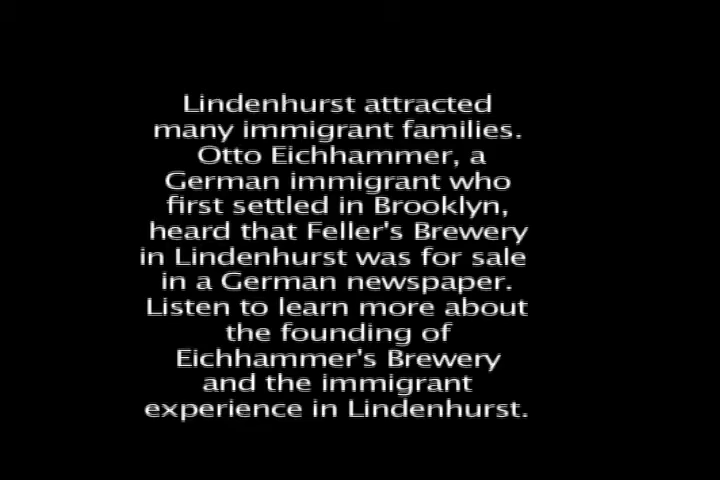 Lindenhurst attracted
many immigrant families.
Otto Eichhammer, a
German immigrant who
first settled in Brooklyn,
heard that Feller's Brewery
in Lindenhurst was for sale
in a German newspaper.
Listen to learn more about
the founding of
Eichhammer's Brewery
and the immigrant
experience in Lindenhurst.